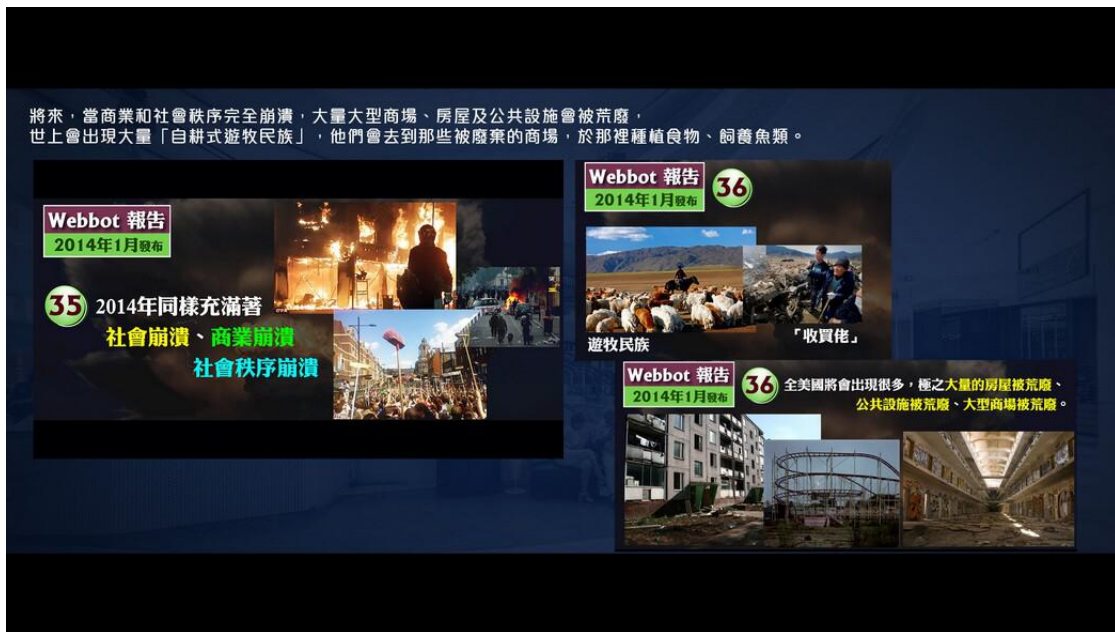 將來，當商業和社會秩序完全崩潰，大量大型商場、房屋及公共設施會被荒廢，
世上會出現大量「自耕式遊牧民族」，他們會去到那些被廢棄的商場，於那裡種植食物、飼養魚類。
Webbot 報告
2014年1月發布
35 2014年同樣充滿著
社會崩潰、商業崩潰
社會秩序崩潰
Webbot 報告
2014年1月發布
36
遊牧民族
「收買佬」
Webbot 報告
2014年1月發布
36 全美國將會出現很多，極之大量的房屋被荒廢、
公共設施被荒廢、大型商場被荒廢。